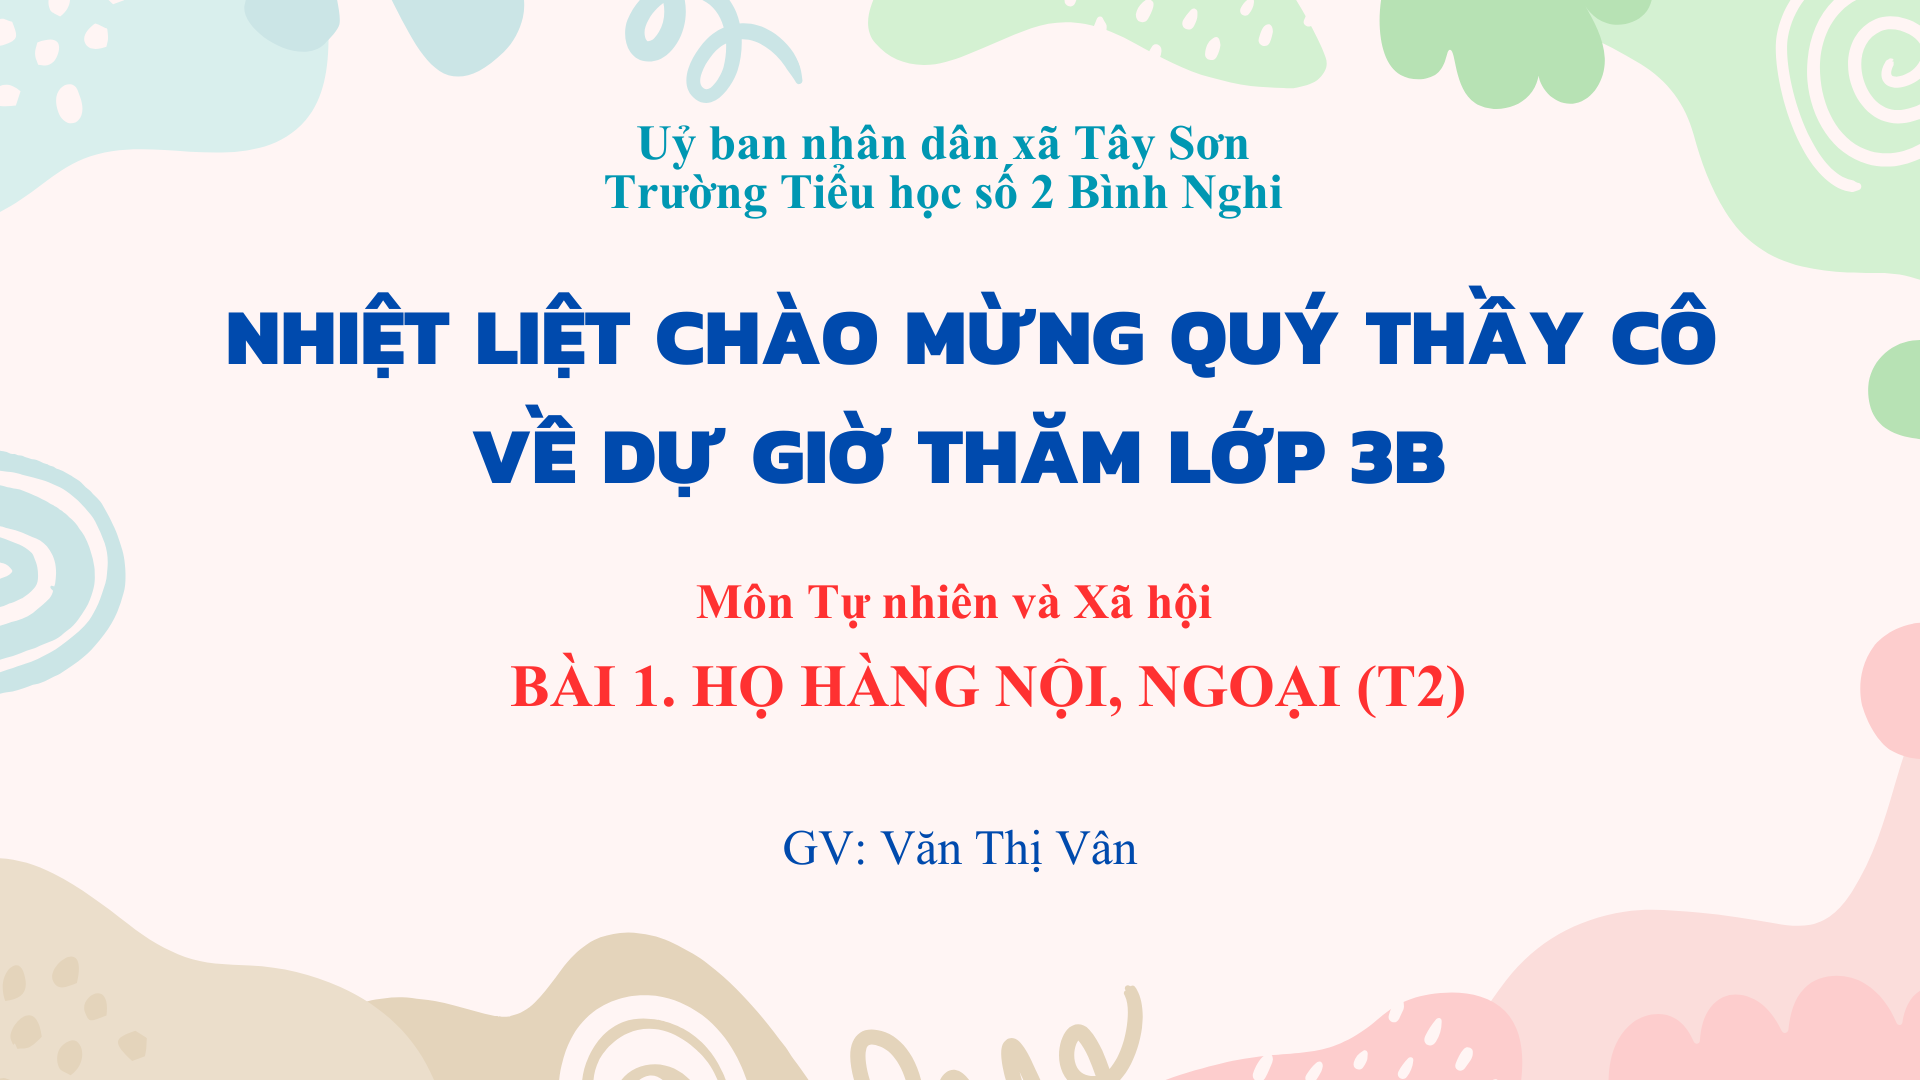 Uỷ ban nhân dân xã Tây Sơn
Trường Tiểu học số 2 Bình Nghi
NHIỆT LIỆT CHÀO MỪNG QUÝ THẦY CÔ
VỀ DỰ GIỜ THĂM LỚP 3B
Môn Tự nhiên và Xã hội
BÀI 1. HỌ HÀNG NỘI, NGOẠI (T2)
GV: Văn Thị Vân